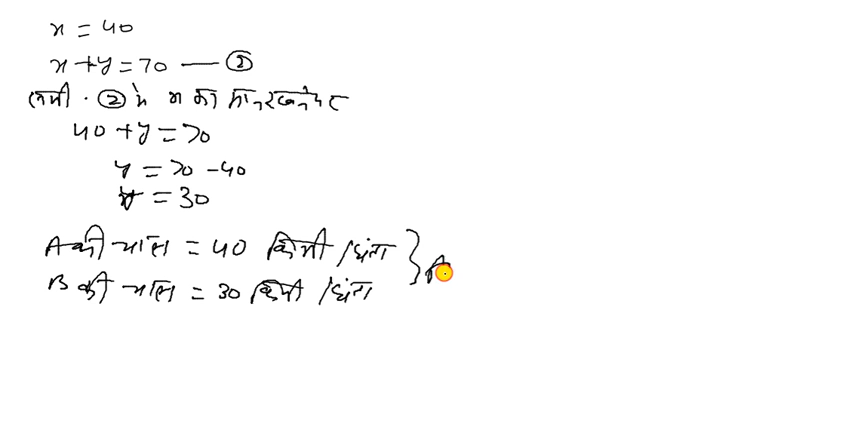 x = 40
x + y = 70 — ②
समी. ② में x का मान रखने पर
40 + y = 70
y = 70 - 40
y = 30
A की चाल = 40 किमी / घंटा
B की चाल = 30 किमी / घंटा